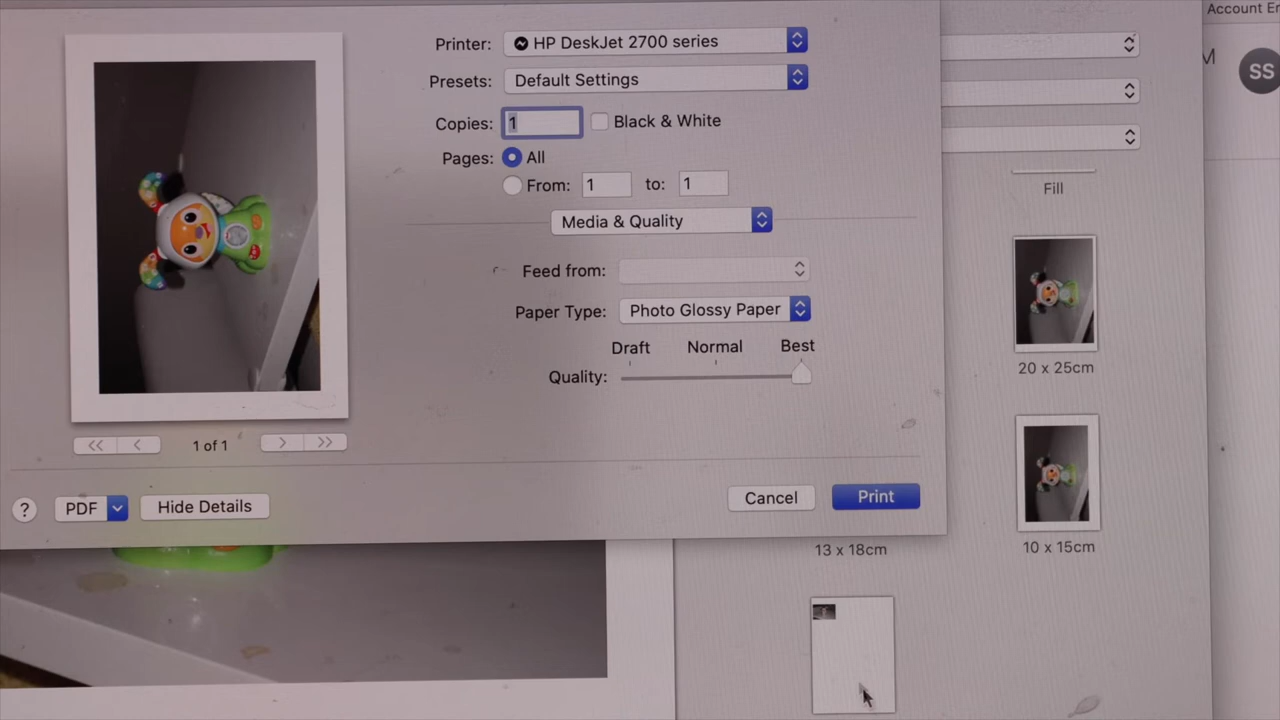 Account En
Printer: HP DeskJet 2700 series
M
SS
Presets: Default Settings
Copies: 1 Black & White
Pages: All
From: 1 to: 1
Fill
Media & Quality
Feed from:
Paper Type: Photo Glossy Paper
Draft Normal Best
Quality:
20 x 25cm
<< < 1 of 1 > >>
? PDF Hide Details Cancel Print
13 x 18cm
10 x 15cm